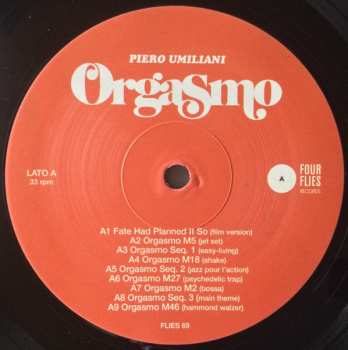 PIERO UMILIANI
Orgasmo
LATO A
33 rpm
A
FOUR
FLIES
RECORDS
A1 Fate Had Planned II So (film version)
A2 Orgasmo M5 (jet set)
A3 Orgasmo Seq. 1 (easy-living)
A4 Orgasmo M18 (shake)
A5 Orgasmo Seq. 2 (jazz pour l'action)
A6 Orgasmo M27 (psychedelic trap)
A7 Orgasmo M2 (bossa)
A8 Orgasmo Seq. 3 (main theme)
A9 Orgasmo M46 (hammond walzer)
FLIES 69